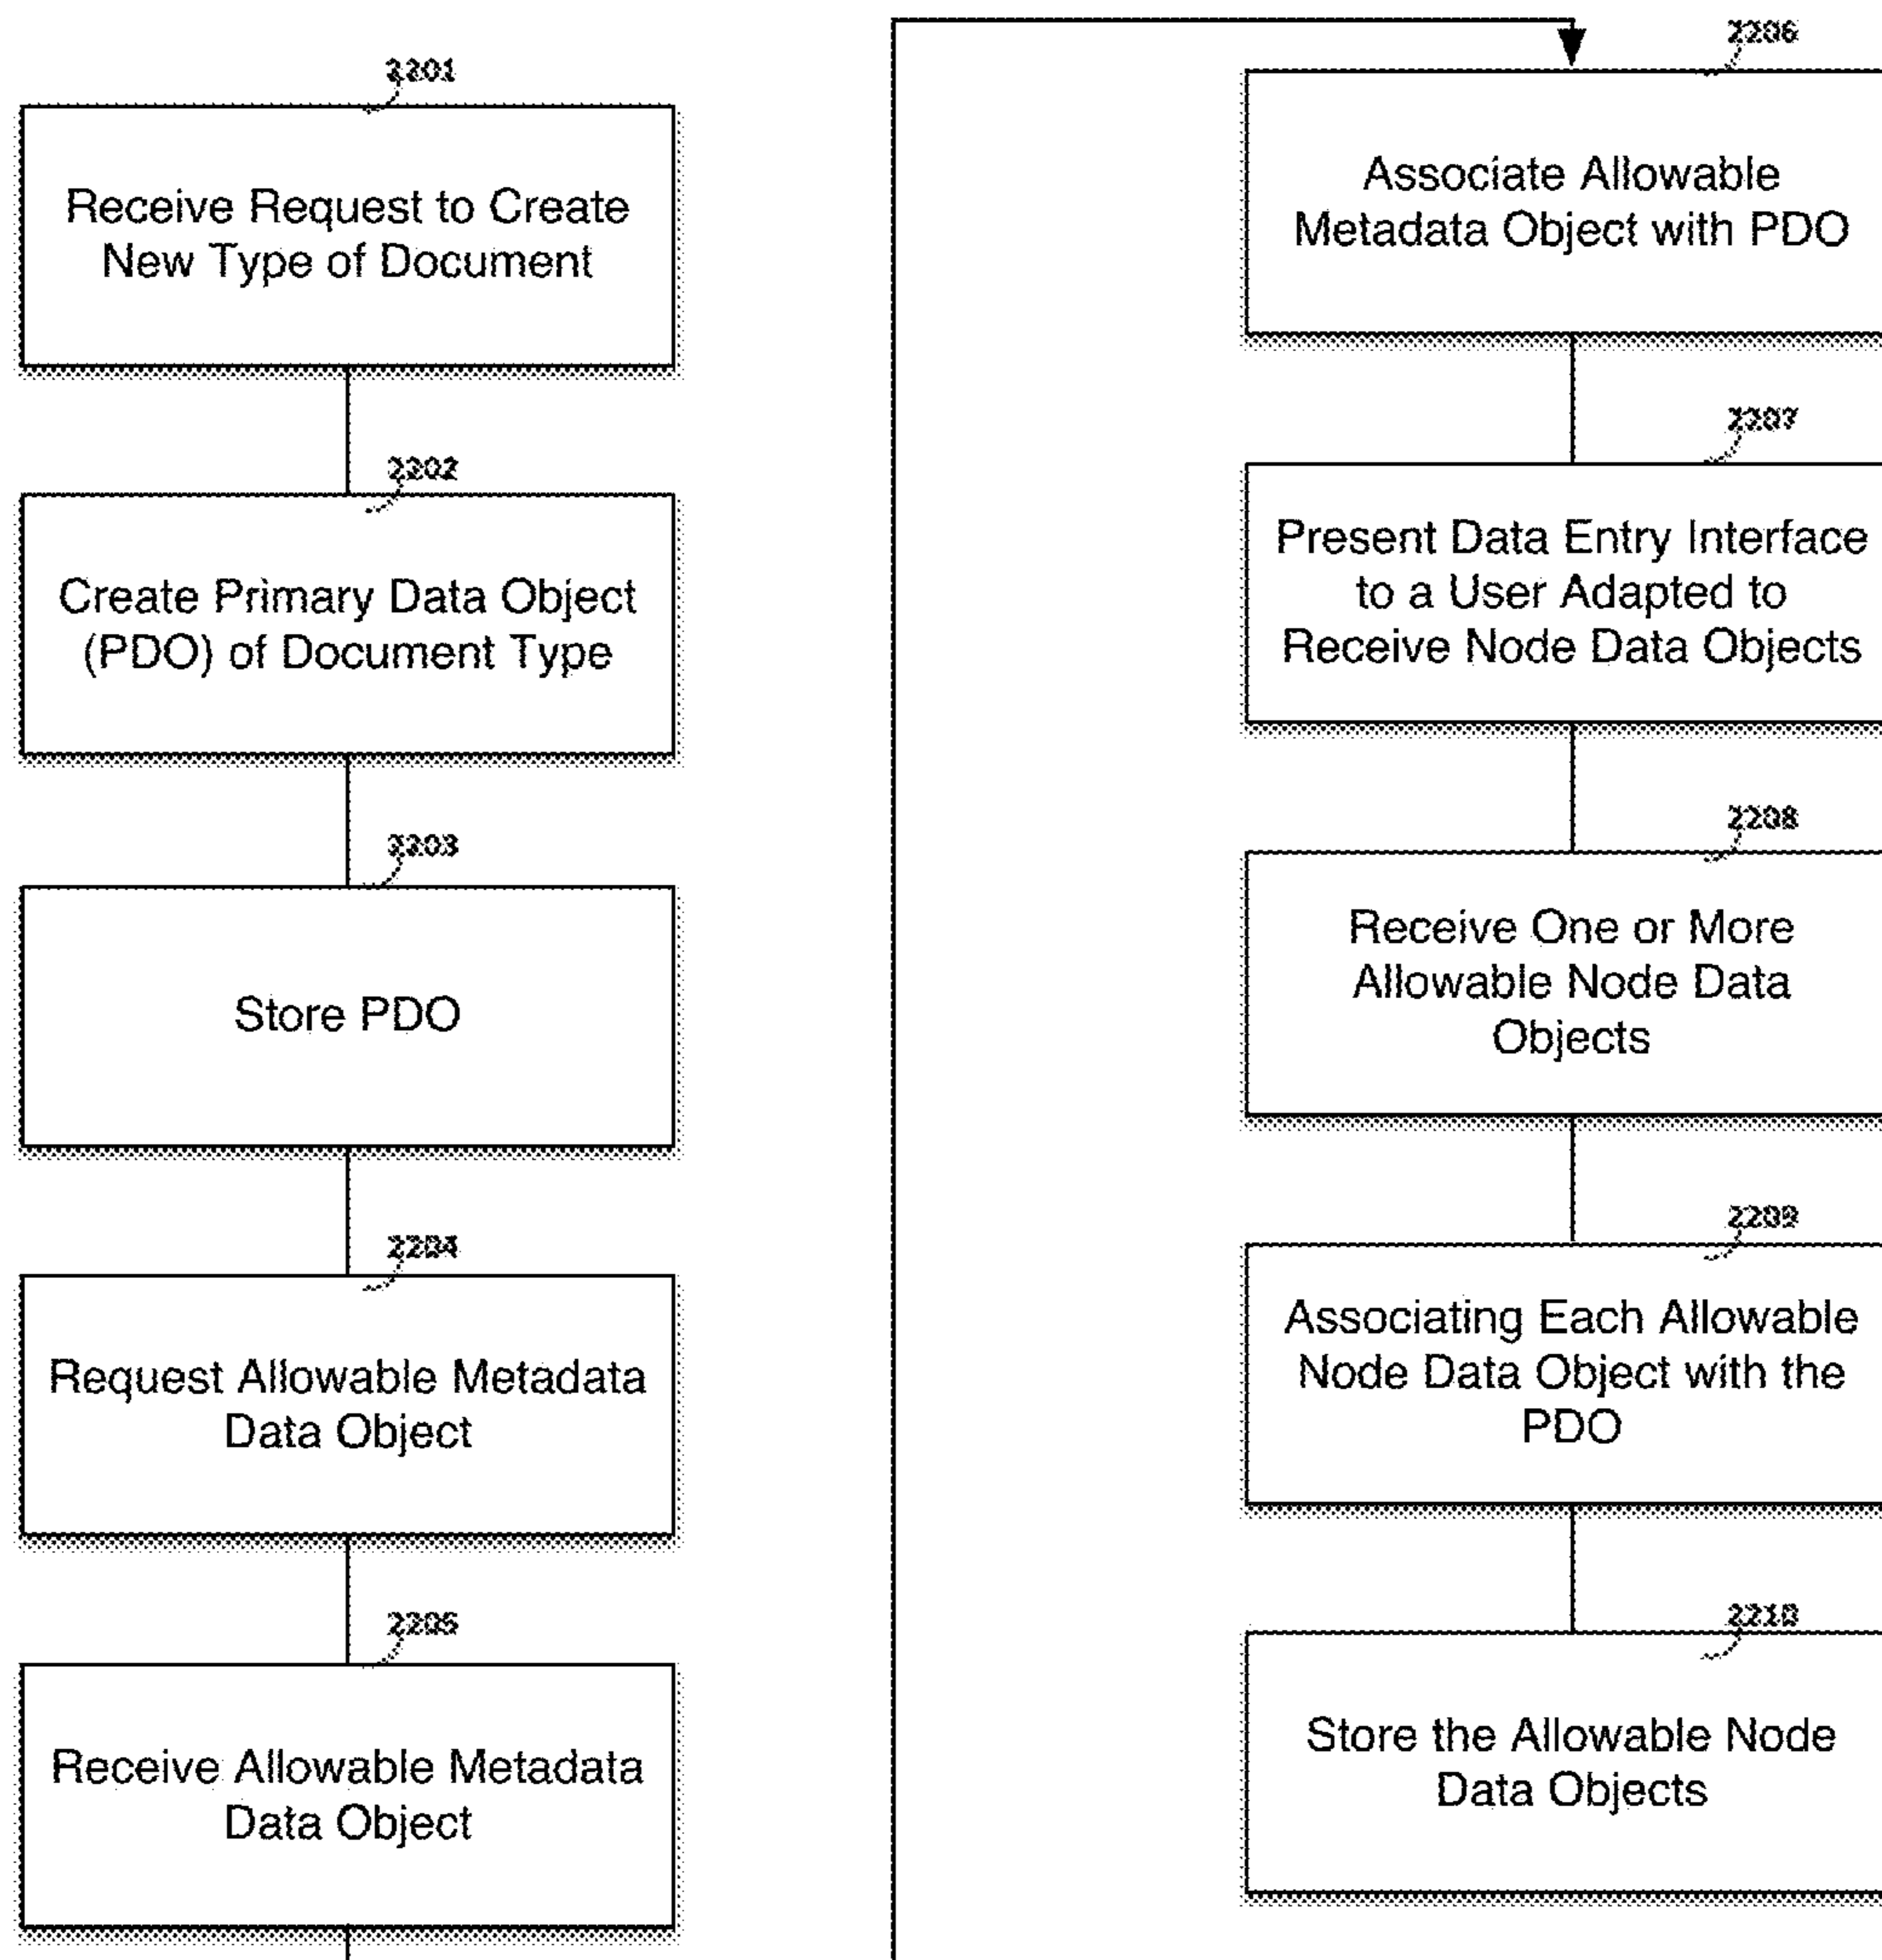 2201
Receive Request to Create
New Type of Document
2202
Create Primary Data Object
(PDO) of Document Type
2203
Store PDO
2204
Request Allowable Metadata
Data Object
2205
Receive Allowable Metadata
Data Object
2206
Associate Allowable
Metadata Object with PDO
2207
Present Data Entry Interface
to a User Adapted to
Receive Node Data Objects
2208
Receive One or More
Allowable Node Data
Objects
2209
Associating Each Allowable
Node Data Object with the
PDO
2210
Store the Allowable Node
Data Objects